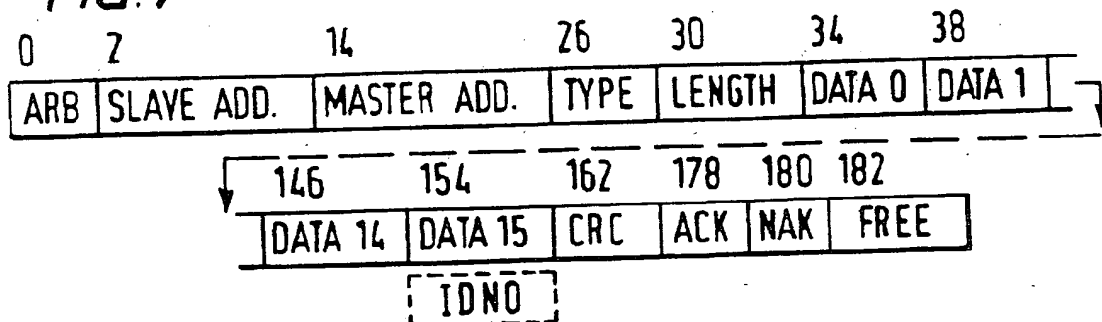 0 2 14 26 30 34 38
ARB SLAVE ADD. MASTER ADD. TYPE LENGTH DATA 0 DATA 1
146 154 162 178 180 182
DATA 14 DATA 15 CRC ACK NAK FREE
IDNO